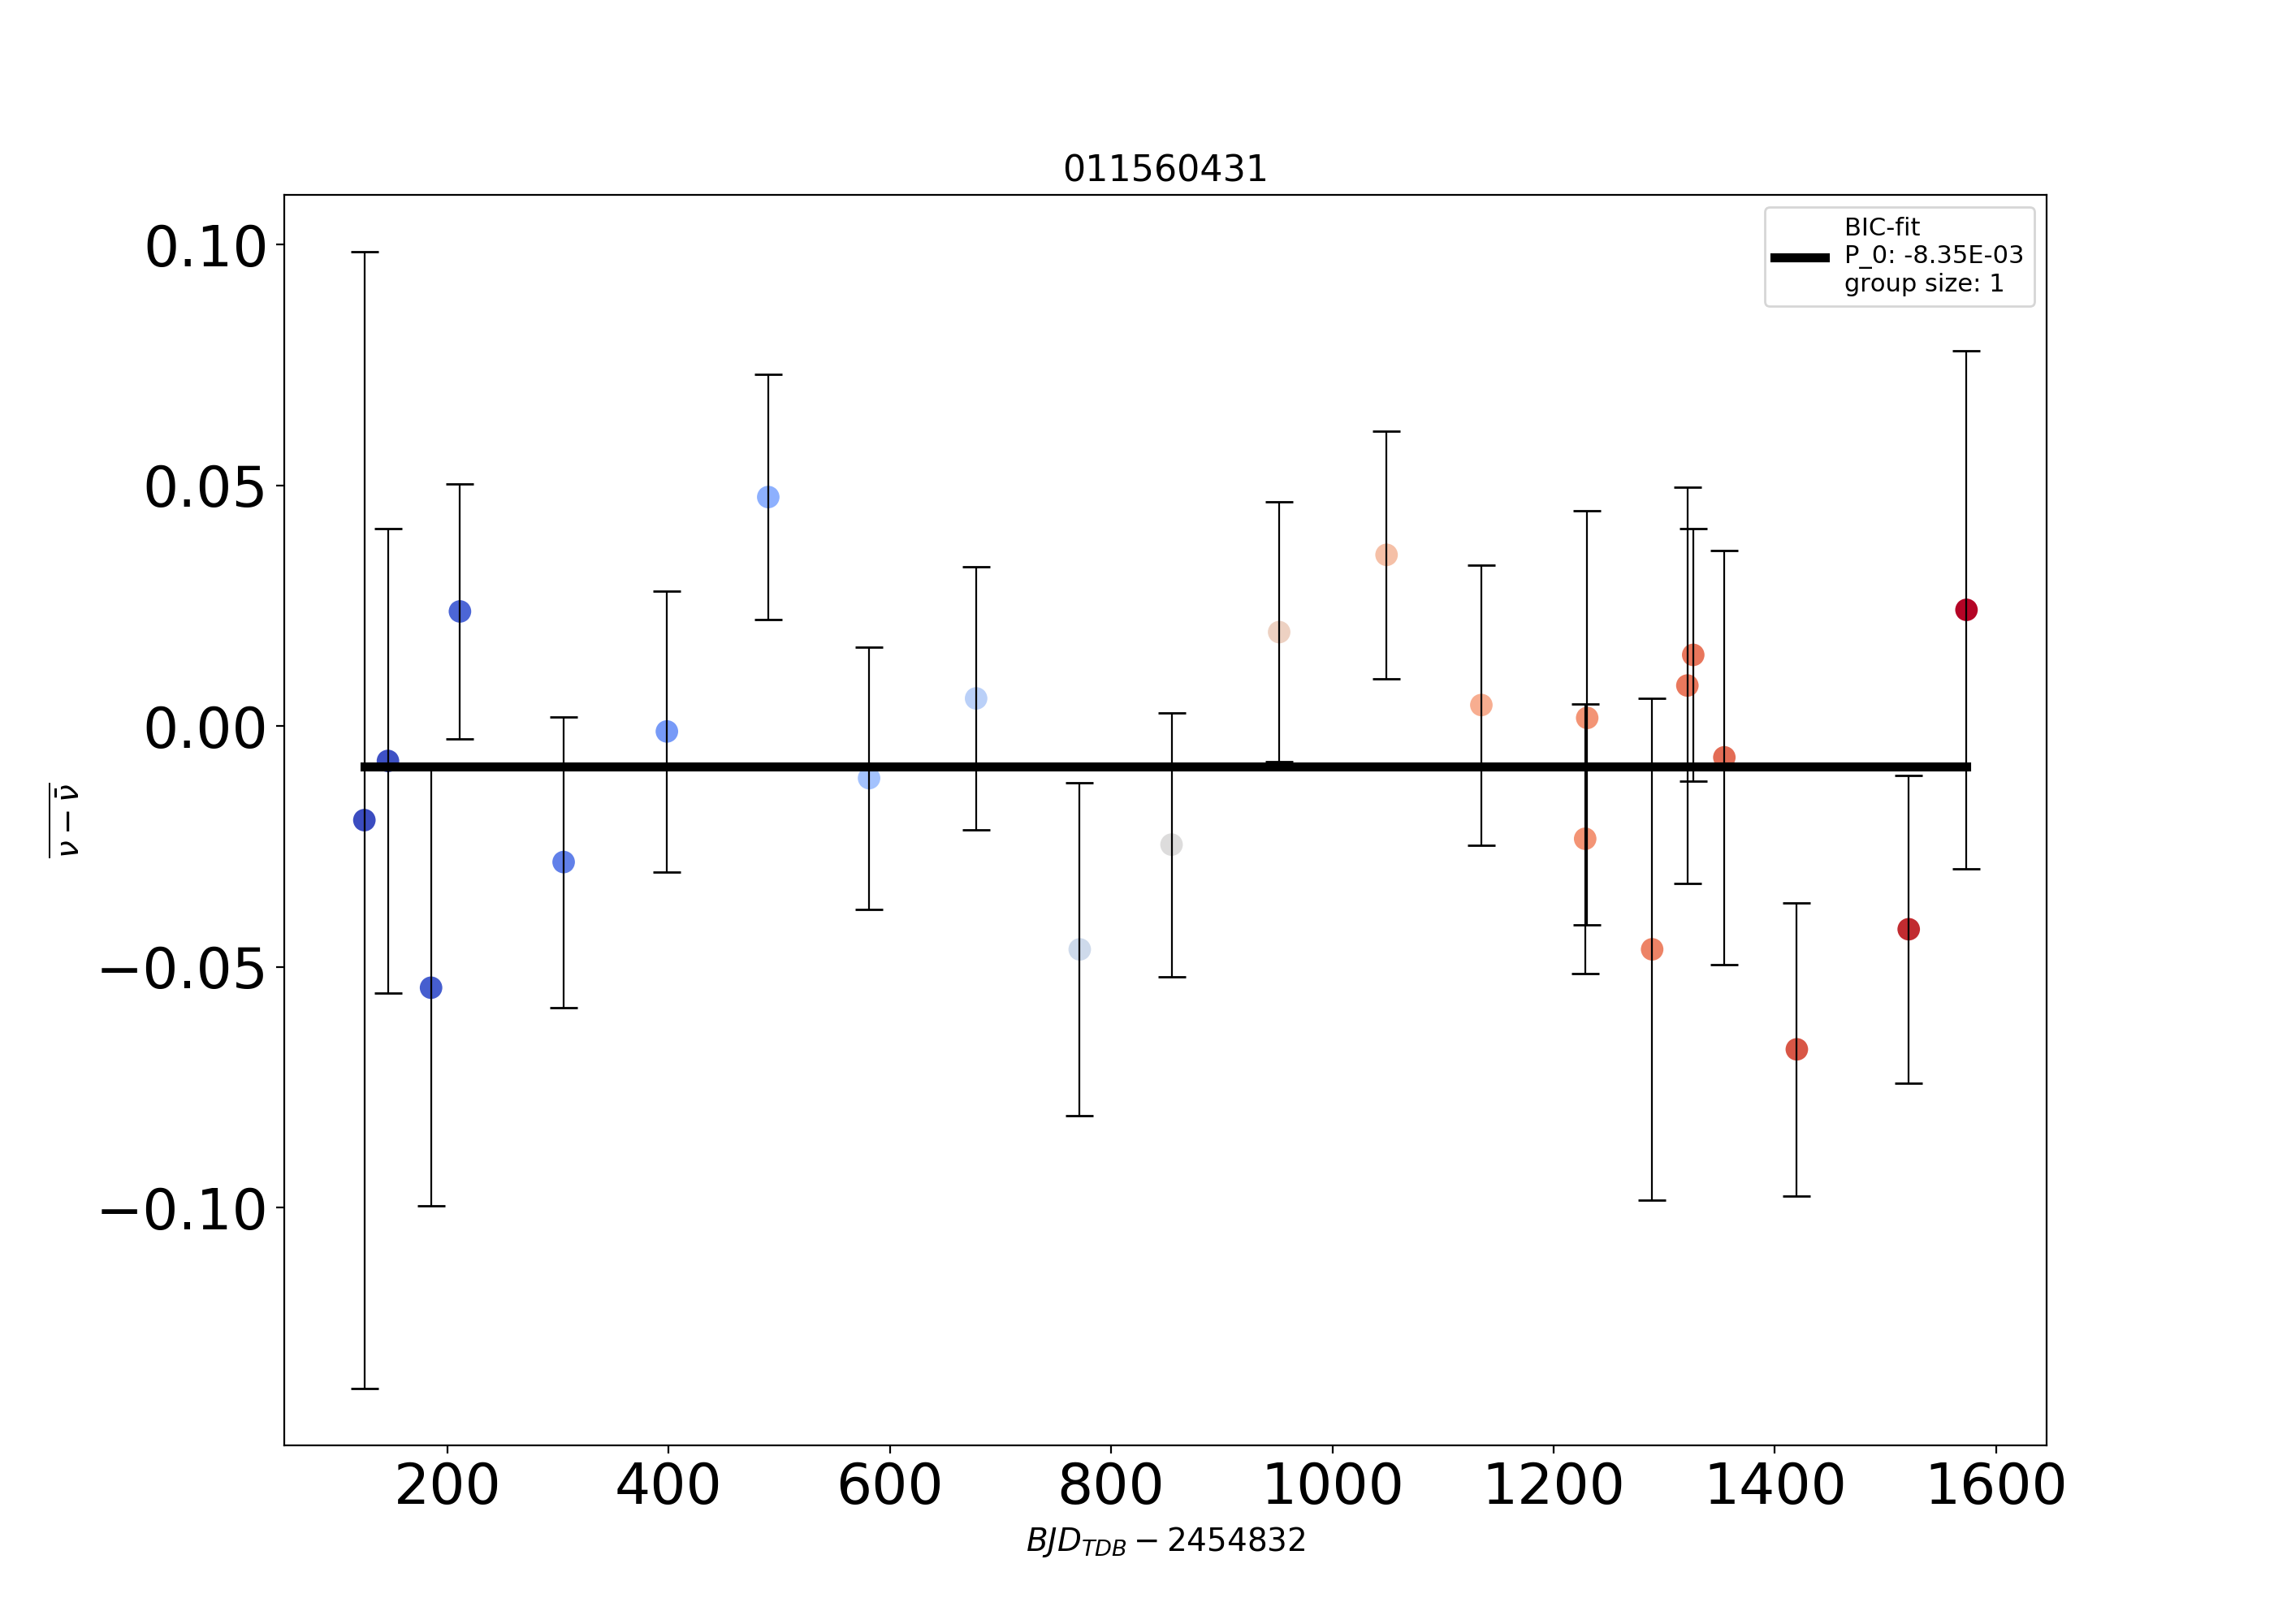 011560431
BIC-fit
P_0: -8.35E-03
group size: 1
0.10
0.05
0.00
−0.05
−0.10
ν − ν̄
200 400 600 800 1000 1200 1400 1600
BJD_TDB − 2454832